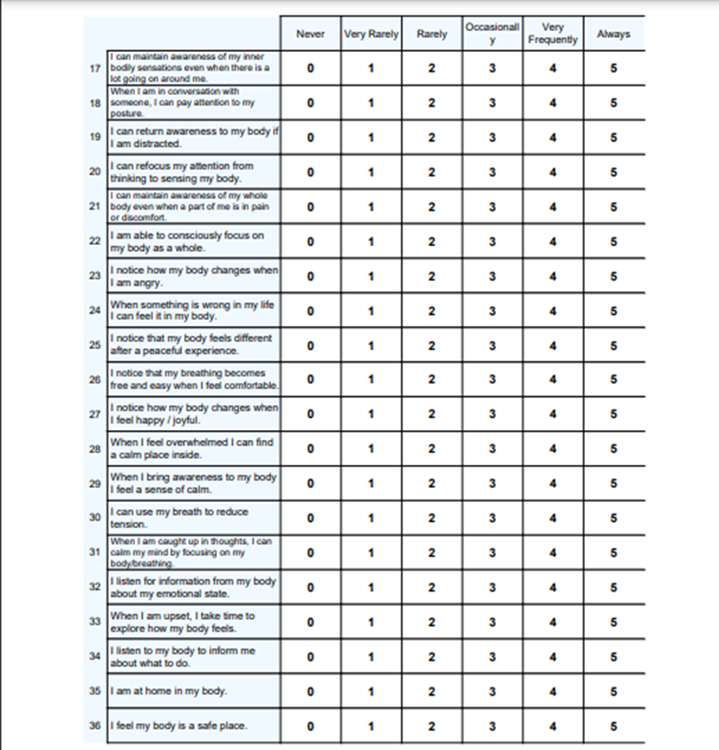 Never Very Rarely Rarely Occasionall Very Always
y Frequently
17 I can maintain awareness of my inner 0 1 2 3 4 5
bodily sensations even when there is a
lot going on around me.
18 When I am in conversation with 0 1 2 3 4 5
someone, I can pay attention to my
posture.
19 I can return awareness to my body if 0 1 2 3 4 5
I am distracted.
20 I can refocus my attention from 0 1 2 3 4 5
thinking to sensing my body.
21 I can maintain awareness of my whole 0 1 2 3 4 5
body even when a part of me is in pain
or discomfort.
22 I am able to consciously focus on 0 1 2 3 4 5
my body as a whole.
23 I notice how my body changes when 0 1 2 3 4 5
I am angry.
24 When something is wrong in my life 0 1 2 3 4 5
I can feel it in my body.
25 I notice that my body feels different 0 1 2 3 4 5
after a peaceful experience.
26 I notice that my breathing becomes 0 1 2 3 4 5
free and easy when I feel comfortable.
27 I notice how my body changes when 0 1 2 3 4 5
I feel happy / joyful.
28 When I feel overwhelmed I can find 0 1 2 3 4 5
a calm place inside.
29 When I bring awareness to my body 0 1 2 3 4 5
I feel a sense of calm.
30 I can use my breath to reduce 0 1 2 3 4 5
tension.
31 When I am caught up in thoughts, I can 0 1 2 3 4 5
calm my mind by focusing on my
body/breathing.
32 I listen for information from my body 0 1 2 3 4 5
about my emotional state.
33 When I am upset, I take time to 0 1 2 3 4 5
explore how my body feels.
34 I listen to my body to inform me 0 1 2 3 4 5
about what to do.
35 I am at home in my body. 0 1 2 3 4 5
36 I feel my body is a safe place. 0 1 2 3 4 5